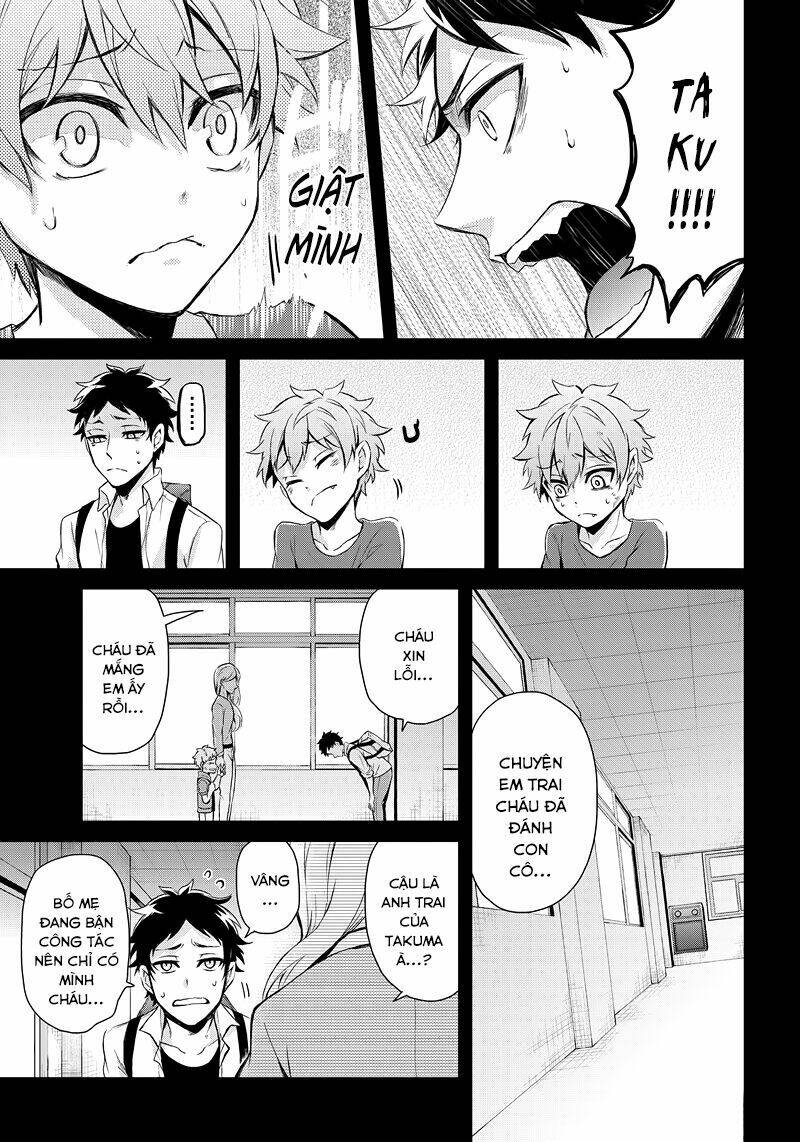 TA
KU
!!!!
GIẬT
MÌNH
......
CHUYỆN
EM TRAI
CHÁU ĐÃ
ĐÁNH
CON
CÔ...
CHÁU
XIN
LỖI...
CHÁU ĐÃ
MẮNG
EM ẤY
RỒI...
CẬU LÀ
ANH TRAI
CỦA
TAKUMA
À...?
VÂNG
...
BỐ MẸ
ĐANG BẬN
CÔNG TÁC
NÊN CHỈ CÓ
MÌNH
CHÁU...